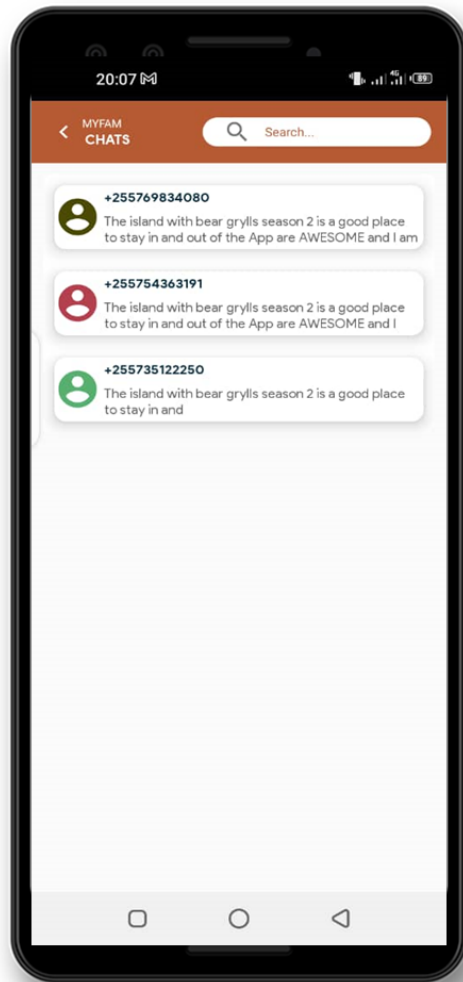 20:07
4G
89
MYFAM
CHATS
Search...
+255769834080
The island with bear grylls season 2 is a good place
to stay in and out of the App are AWESOME and I am
+255754363191
The island with bear grylls season 2 is a good place
to stay in and out of the App are AWESOME and I
+255735122250
The island with bear grylls season 2 is a good place
to stay in and